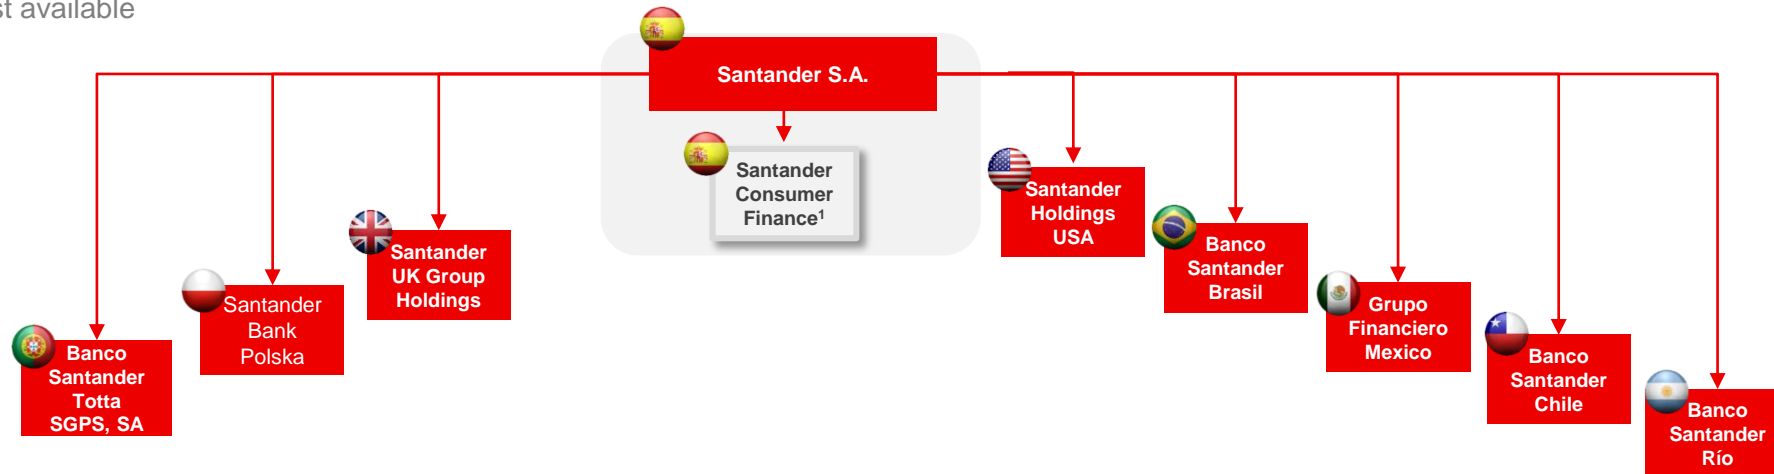 st available
Santander S.A.
Santander
Consumer
Finance¹
Santander
Holdings
USA
Santander
UK Group
Holdings
Banco
Santander
Brasil
Santander
Bank
Polska
Grupo
Financiero
Mexico
Banco
Santander
Totta
SGPS, SA
Banco
Santander
Chile
Banco
Santander
Río